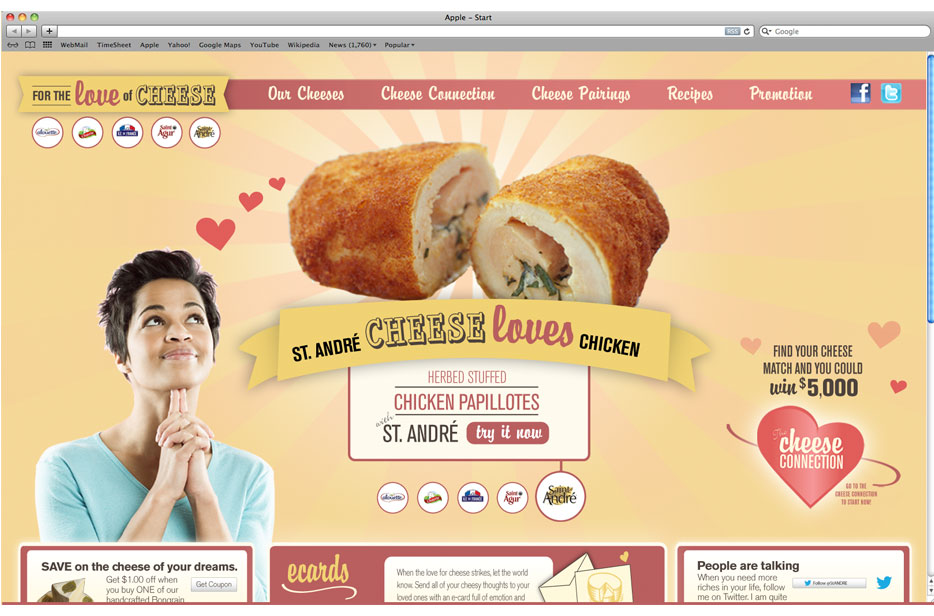 Apple – Start
RSS
Google
WebMail TimeSheet Apple Yahoo! Google Maps YouTube Wikipedia News (1,760) Popular
FOR THE love of CHEESE
Our Cheeses Cheese Connection Cheese Pairings Recipes Promotion
f t
alouette ILE DE FRANCE Saint Agur Saint André
ST. ANDRÉ CHEESE loves CHICKEN
HERBED STUFFED
CHICKEN PAPILLOTES
with
ST. ANDRÉ try it now
alouette ILE DE FRANCE Saint Agur Saint André
FIND YOUR CHEESE
MATCH AND YOU COULD
win $5,000
The
cheese
CONNECTION
GO TO THE
CHEESE CONNECTION
TO START NOW!
SAVE on the cheese of your dreams.
Get $1.00 off when
you buy ONE of our
handcrafted Bongrain
Get Coupon
ecards
When the love for cheese strikes, let the world
know. Send all of your cheesy thoughts to your
loved ones with an e-card full of emotion and
People are talking
When you need more
riches in your life, follow
me on Twitter. I am quite
Follow @StANDRE